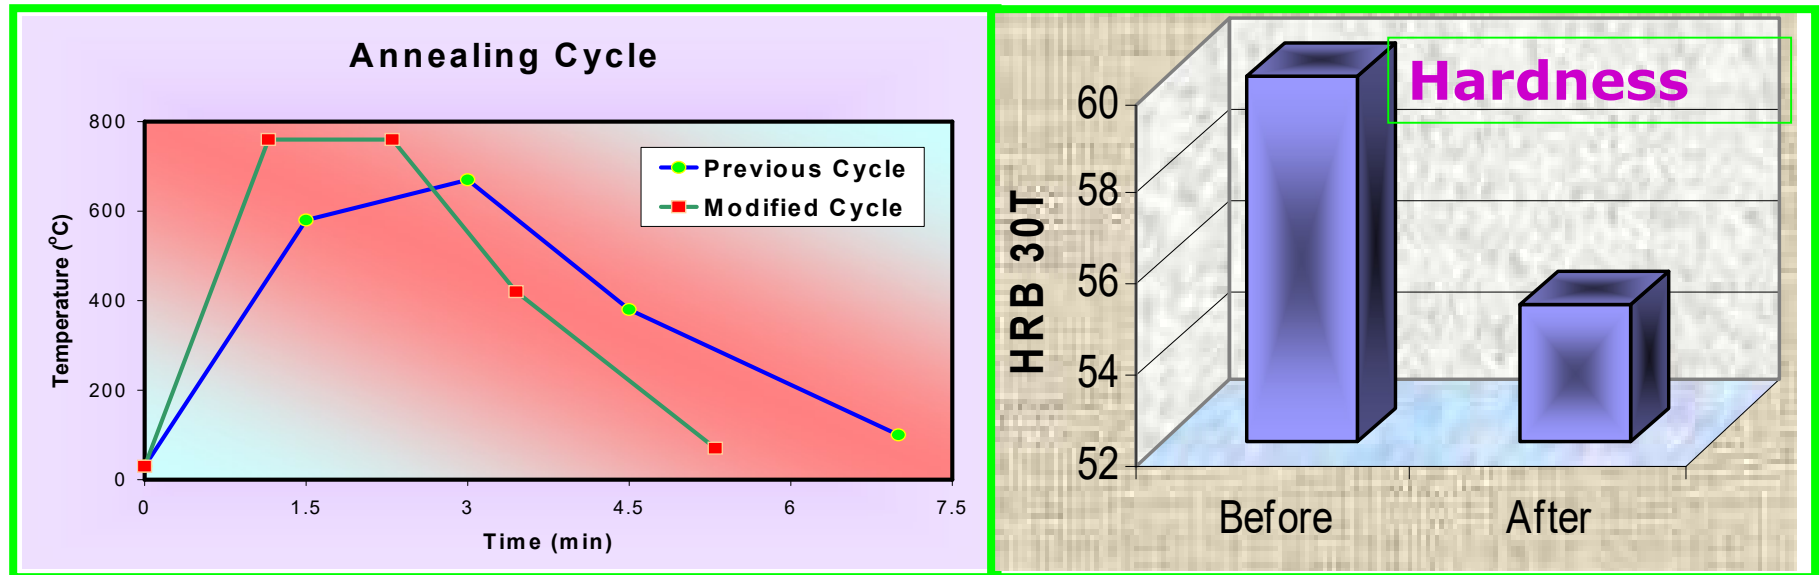 Annealing Cycle
800
600
400
200
0
Temperature (°C)
0 1.5 3 4.5 6 7.5
Time (min)
Previous Cycle
Modified Cycle
Hardness
60
58
56
54
52
HRB 30T
Before After